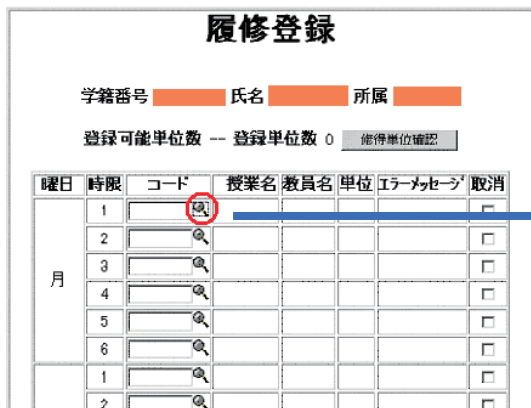 履修登録
学籍番号 氏名 所属
登録可能単位数 -- 登録単位数 0 修得単位確認
曜日 時限 コード 授業名 教員名 単位 エラーメッセージ 取消
月
1
2
3
4
5
6
1
2